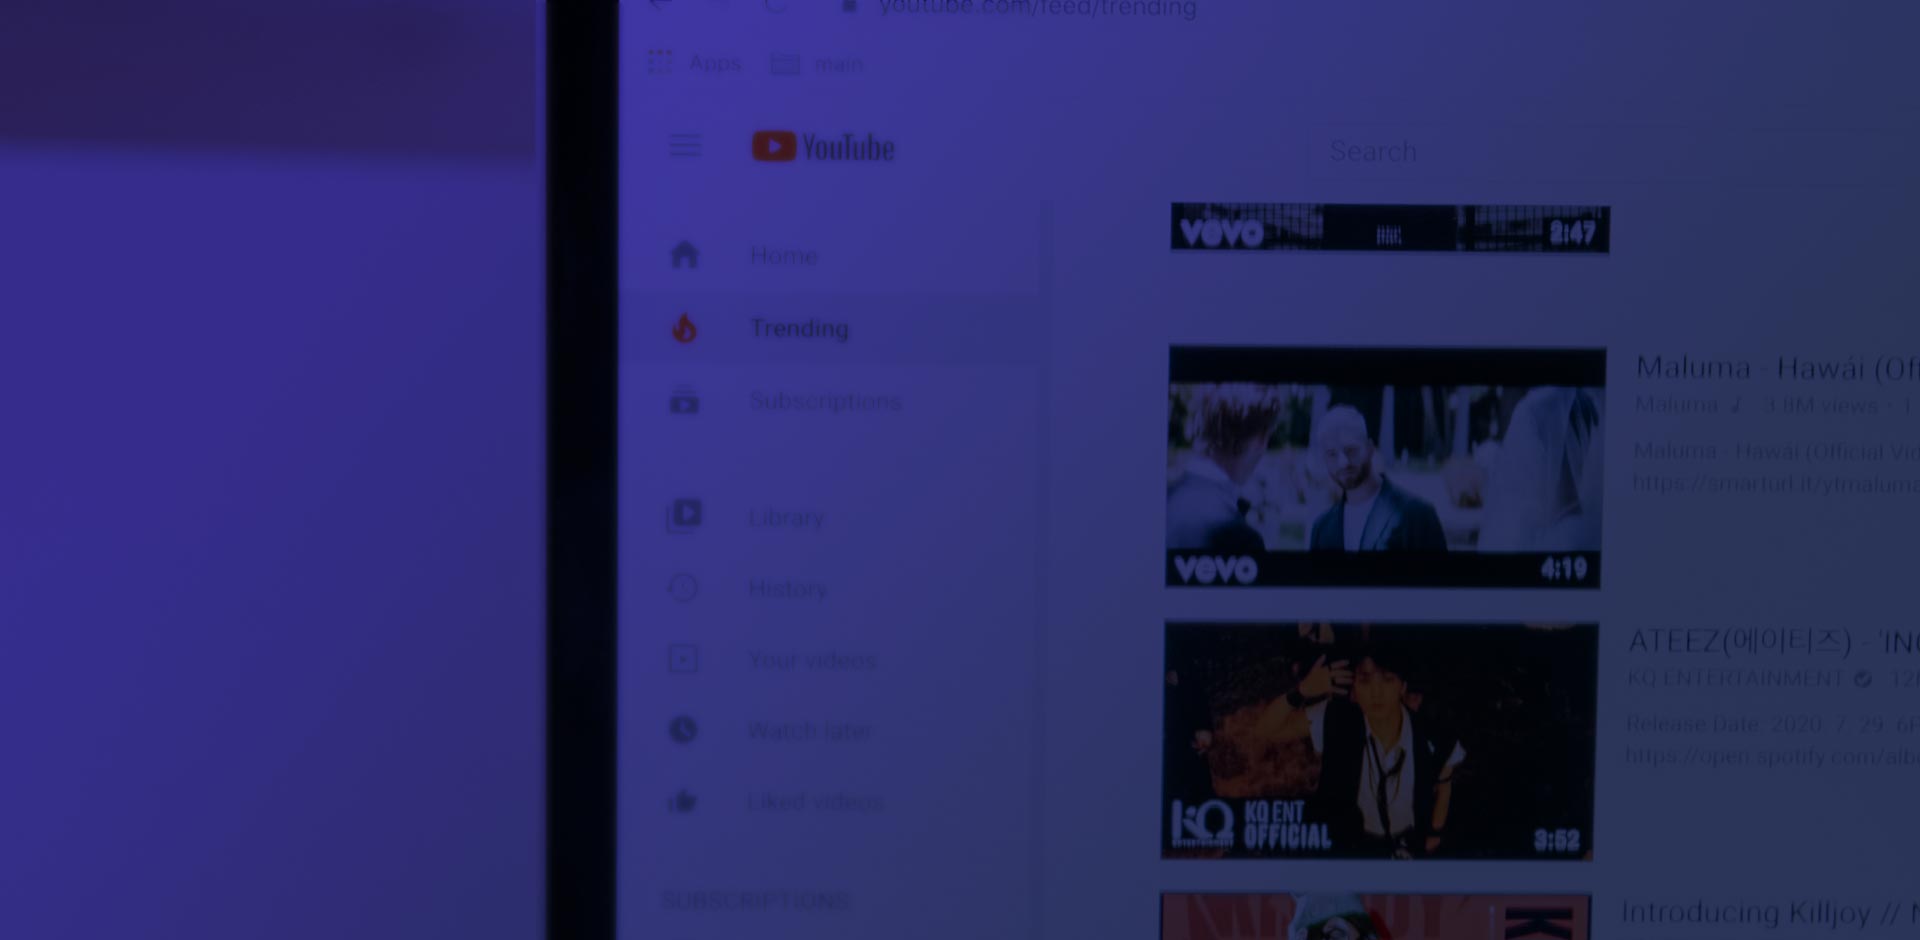 youtube.com/feed/trending
Apps main
YouTube
Search
Home
Trending
Subscriptions
Library
History
Your videos
Watch later
Liked videos
SUBSCRIPTIONS
vevo 2:47
vevo 4:19
Maluma - Hawái (Of
Maluma ♪ 3.8M views · 1
Maluma - Hawái (Official Vid
https://smarturl.it/ytmaluma
KQ
ENTERTAINMENT
KQ ENT
OFFICIAL
3:52
ATEEZ(에이티즈) - 'IN
KQ ENTERTAINMENT 12
Release Date: 2020. 7. 29. 6P
https://open.spotify.com/alb
Introducing Killjoy //